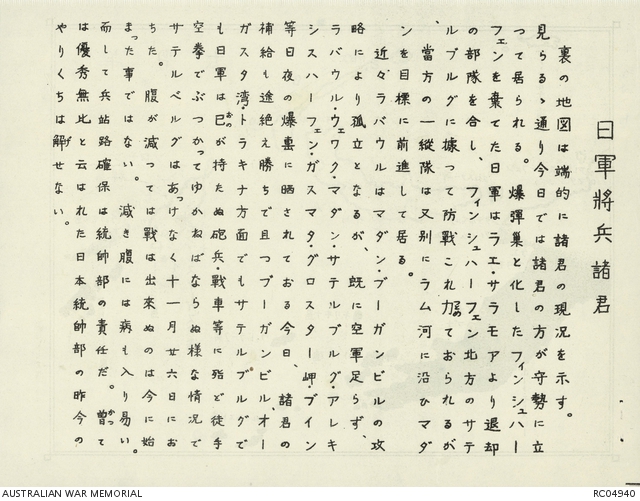 日軍將兵諸君
裏の地図は端的に諸君の現況を示す。
見らるゝ通り今日では諸君の方が守勢に立
つて居られる。爆彈巣と化したフィンシュハー
フェンを棄てた日軍はラエ・サラモアより退却
の部隊を合し、フィンシュハーフェン北方のサテ
ルブルグに據って防戦これ力つとめておられるが
當方の一縦隊は又別にラム河に沿ひマダ
ンを目標に前進して居る。
近々ラバウルはマダン・ブーガンビルの攻
略により孤立となるが、既に空軍足らず、
ラバウル・ウェワク・マダン・サテルブルグ・アレキ
シスハーフェン・ガスマタ・グロスター岬・ブイン
等日夜の爆裏に晒されておる今日、諸君の
補給も途絶え勝ちで且つブーガンビル、オー
ガスタ湾・トラキナ方面でもサテルブルグで
も日軍は己おのが持たぬ砲兵・戦車等に殆ど徒手
空拳でぶつかってゆかねばならぬ様な情況で
サテルベルグはあっけなく十一月廿六日にお
ちた。腹が減つては戦は出来ぬのは今に始
まった事ではない。減き腹には病も入り易い。
而して兵站路確保は統帥部の責任だ。曾かつて
は優秀無比と云はれた日本統帥部の昨今の
やりくちは解げせない。
AUSTRALIAN WAR MEMORIAL
RC04940